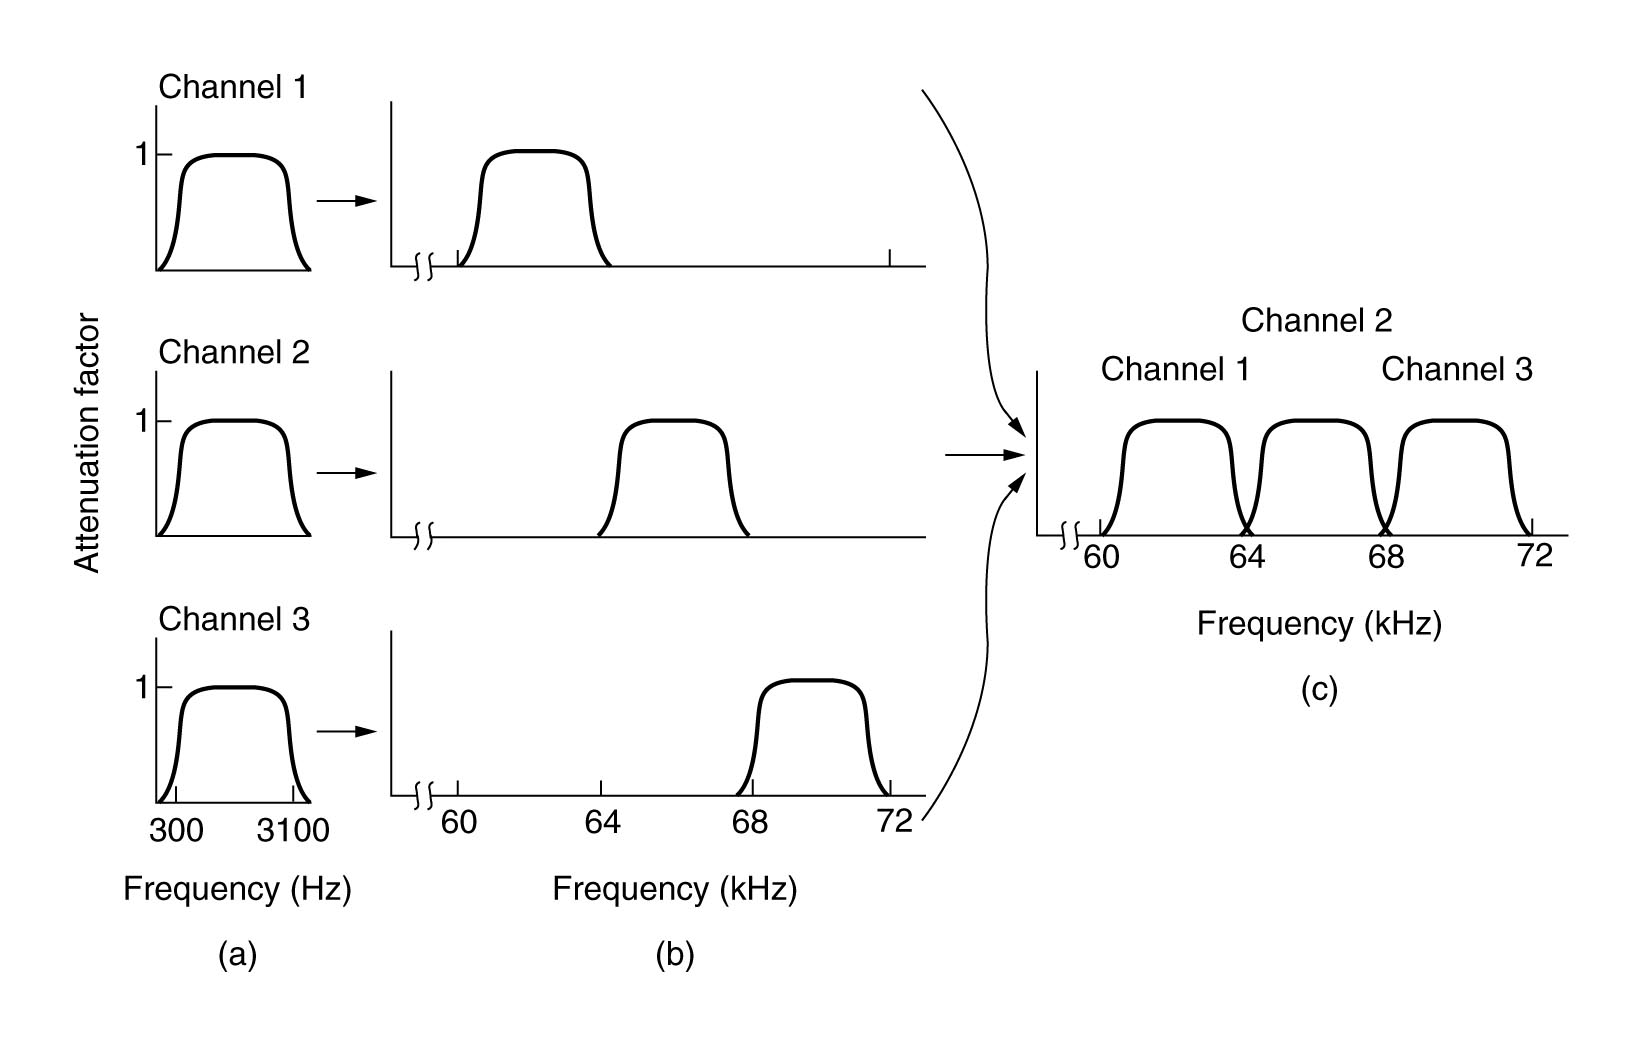 Channel 1
1
Channel 2
1
Attenuation factor
Channel 3
1
300 3100
Frequency (Hz)
(a)
60 64 68 72
Frequency (kHz)
(b)
Channel 2
Channel 1 Channel 3
60 64 68 72
Frequency (kHz)
(c)